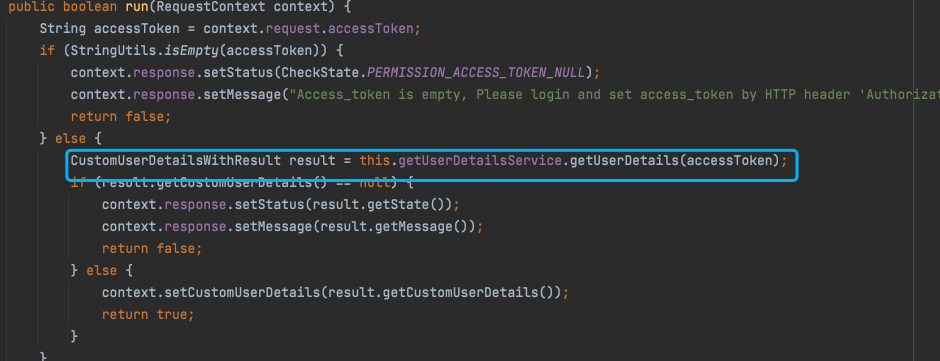 public boolean run(RequestContext context) {
String accessToken = context.request.accessToken;
if (StringUtils.isEmpty(accessToken)) {
context.response.setStatus(CheckState.PERMISSION_ACCESS_TOKEN_NULL);
context.response.setMessage("Access_token is empty, Please login and set access_token by HTTP header 'Authorizat
return false;
} else {
CustomUserDetailsWithResult result = this.getUserDetailsService.getUserDetails(accessToken);
if (result.getCustomUserDetails() == null) {
context.response.setStatus(result.getState());
context.response.setMessage(result.getMessage());
return false;
} else {
context.setCustomUserDetails(result.getCustomUserDetails());
return true;
}
}